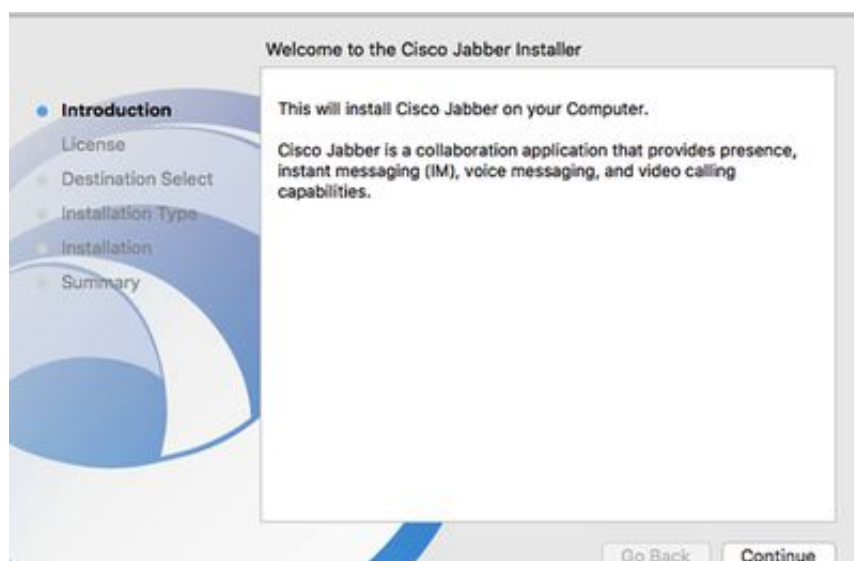 Welcome to the Cisco Jabber Installer
Introduction
License
Destination Select
Installation Type
Installation
Summary
This will install Cisco Jabber on your Computer.
Cisco Jabber is a collaboration application that provides presence,
instant messaging (IM), voice messaging, and video calling
capabilities.
Go Back
Continue